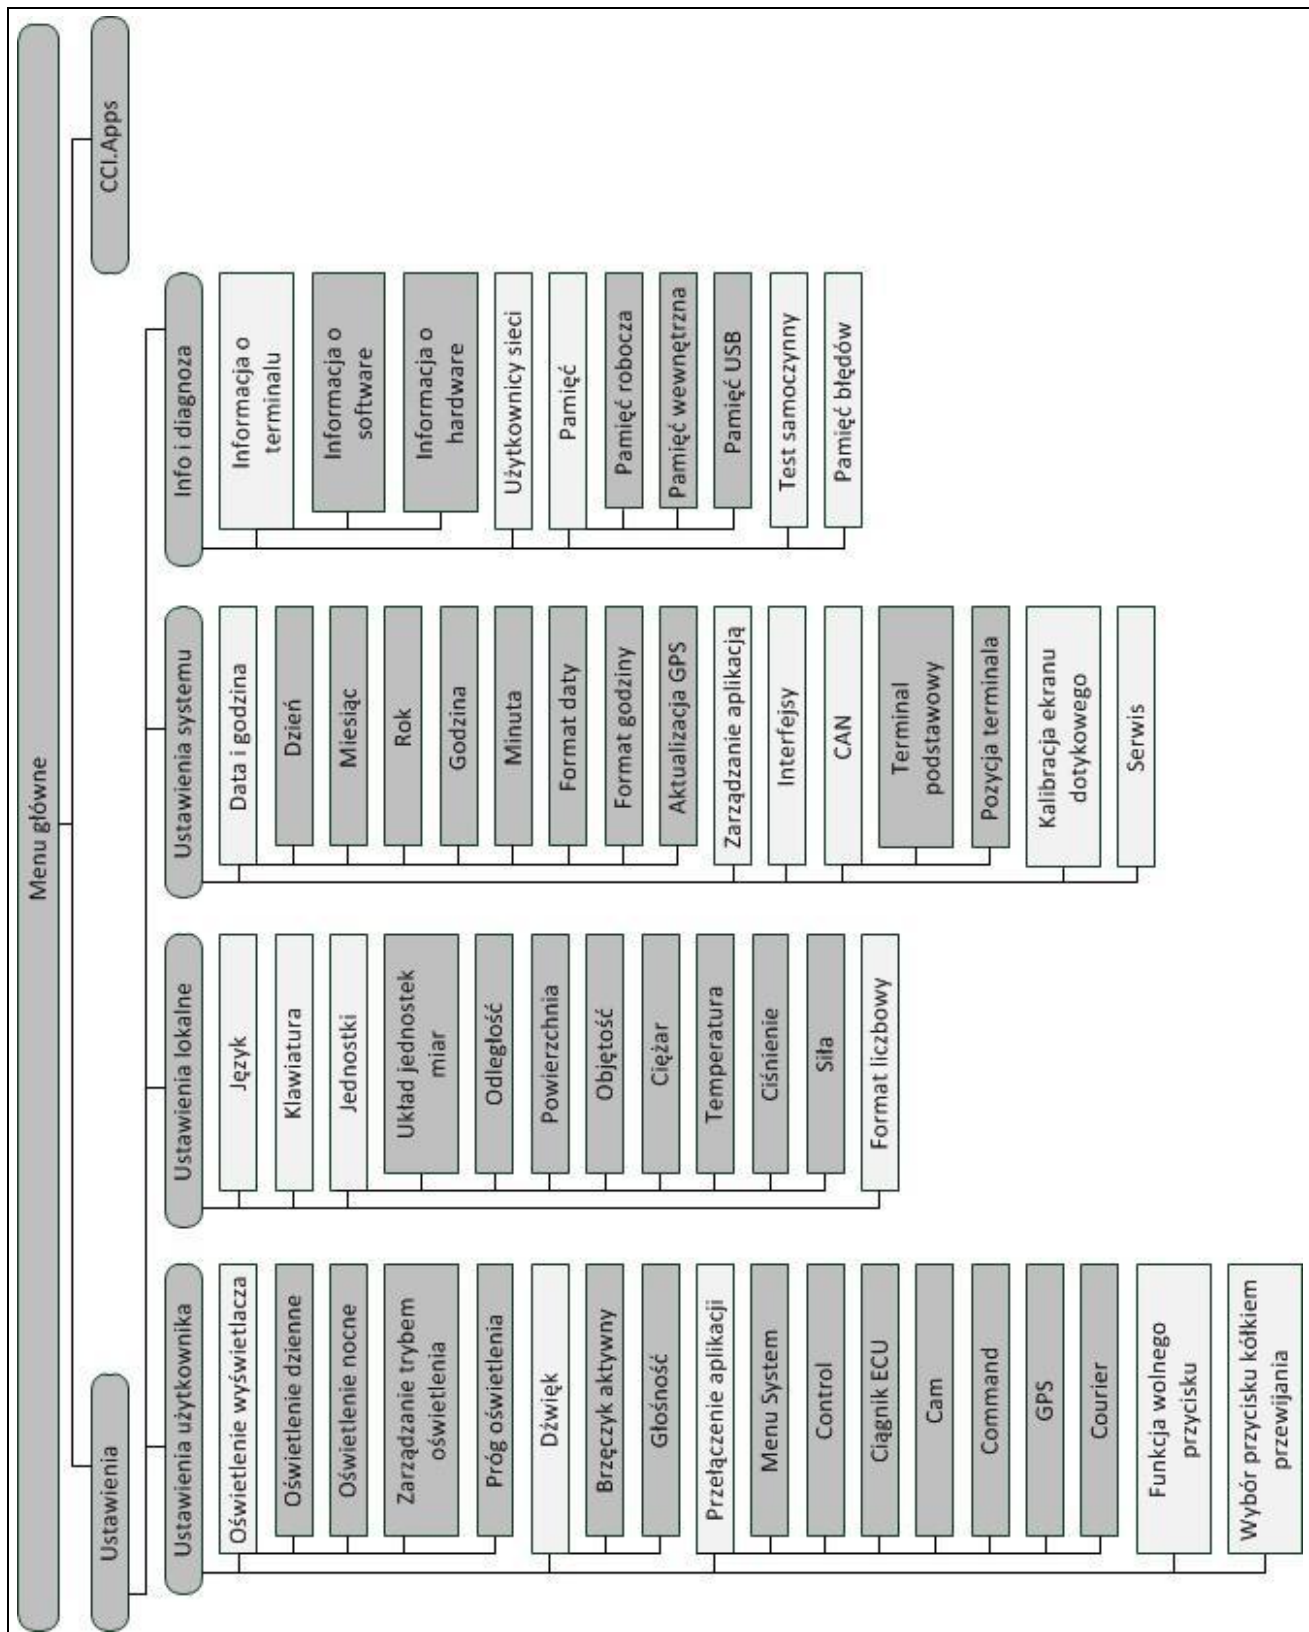 Menu główne
Ustawienia
CCI.Apps
Ustawienia użytkownika
Oświetlenie wyświetlacza
Oświetlenie dzienne
Oświetlenie nocne
Zarządzanie trybem
oświetlenia
Próg oświetlenia
Dźwięk
Brzęczyk aktywny
Głośność
Przełączenie aplikacji
Menu System
Control
Ciągnik ECU
Cam
Command
GPS
Courier
Funkcja wolnego
przycisku
Wybór przycisku kółkiem
przewijania
Ustawienia lokalne
Język
Klawiatura
Jednostki
Układ jednostek
miar
Odległość
Powierzchnia
Objętość
Ciężar
Temperatura
Ciśnienie
Siła
Format liczbowy
Ustawienia systemu
Data i godzina
Dzień
Miesiąc
Rok
Godzina
Minuta
Format daty
Format godziny
Aktualizacja GPS
Zarządzanie aplikacją
Interfejsy
CAN
Terminal
podstawowy
Pozycja terminala
Kalibracja ekranu
dotykowego
Serwis
Info i diagnoza
Informacja o
terminalu
Informacja o
software
Informacja o
hardware
Użytkownicy sieci
Pamięć
Pamięć robocza
Pamięć wewnętrzna
Pamięć USB
Test samoczynny
Pamięć błędów